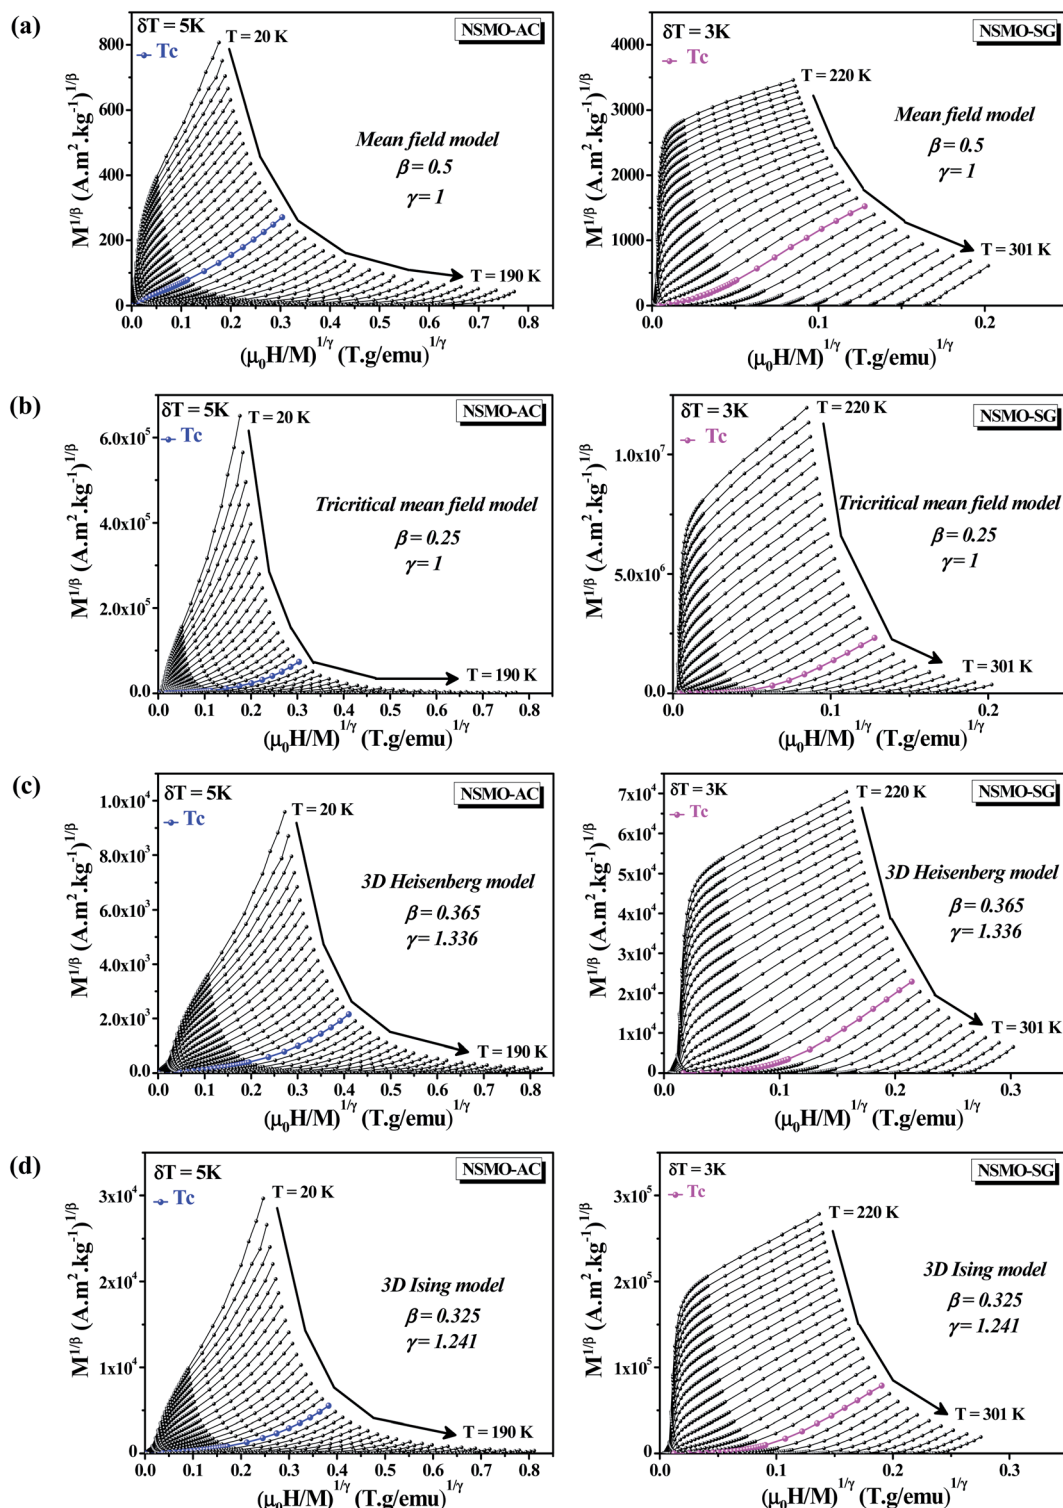 (a)
δT = 5K
NSMO-AC
Tc
T = 20 K
Mean field model
β = 0.5
γ = 1
T = 190 K
M^1/β (A.m².kg⁻¹)^1/β
800
600
400
200
0
0.0 0.1 0.2 0.3 0.4 0.5 0.6 0.7 0.8
(μ₀H/M)^1/γ (T.g/emu)^1/γ
δT = 3K
NSMO-SG
Tc
T = 220 K
Mean field model
β = 0.5
γ = 1
T = 301 K
M^1/β (A.m².kg⁻¹)^1/β
4000
3000
2000
1000
0
0.0 0.1 0.2
(μ₀H/M)^1/γ (T.g/emu)^1/γ
(b)
δT = 5K
NSMO-AC
Tc
T = 20 K
Tricritical mean field model
β = 0.25
γ = 1
T = 190 K
M^1/β (A.m².kg⁻¹)^1/β
6.0x10⁵
4.0x10⁵
2.0x10⁵
0.0
0.0 0.1 0.2 0.3 0.4 0.5 0.6 0.7 0.8
(μ₀H/M)^1/γ (T.g/emu)^1/γ
δT = 3K
NSMO-SG
Tc
T = 220 K
Tricritical mean field model
β = 0.25
γ = 1
T = 301 K
M^1/β (A.m².kg⁻¹)^1/β
1.0x10⁷
5.0x10⁶
0.0
0.0 0.1 0.2
(μ₀H/M)^1/γ (T.g/emu)^1/γ
(c)
δT = 5K
NSMO-AC
Tc
T = 20 K
3D Heisenberg model
β = 0.365
γ = 1.336
T = 190 K
M^1/β (A.m².kg⁻¹)^1/β
1.0x10⁴
8.0x10³
6.0x10³
4.0x10³
2.0x10³
0.0
0.0 0.1 0.2 0.3 0.4 0.5 0.6 0.7 0.8
(μ₀H/M)^1/γ (T.g/emu)^1/γ
δT = 3K
NSMO-SG
Tc
T = 220 K
3D Heisenberg model
β = 0.365
γ = 1.336
T = 301 K
M^1/β (A.m².kg⁻¹)^1/β
7x10⁴
6x10⁴
5x10⁴
4x10⁴
3x10⁴
2x10⁴
1x10⁴
0
0.0 0.1 0.2 0.3
(μ₀H/M)^1/γ (T.g/emu)^1/γ
(d)
δT = 5K
NSMO-AC
Tc
T = 20 K
3D Ising model
β = 0.325
γ = 1.241
T = 190 K
M^1/β (A.m².kg⁻¹)^1/β
3x10⁴
2x10⁴
1x10⁴
0
0.0 0.1 0.2 0.3 0.4 0.5 0.6 0.7 0.8
(μ₀H/M)^1/γ (T.g/emu)^1/γ
δT = 3K
NSMO-SG
Tc
T = 220 K
3D Ising model
β = 0.325
γ = 1.241
T = 301 K
M^1/β (A.m².kg⁻¹)^1/β
3x10⁵
2x10⁵
1x10⁵
0
0.0 0.1 0.2 0.3
(μ₀H/M)^1/γ (T.g/emu)^1/γ